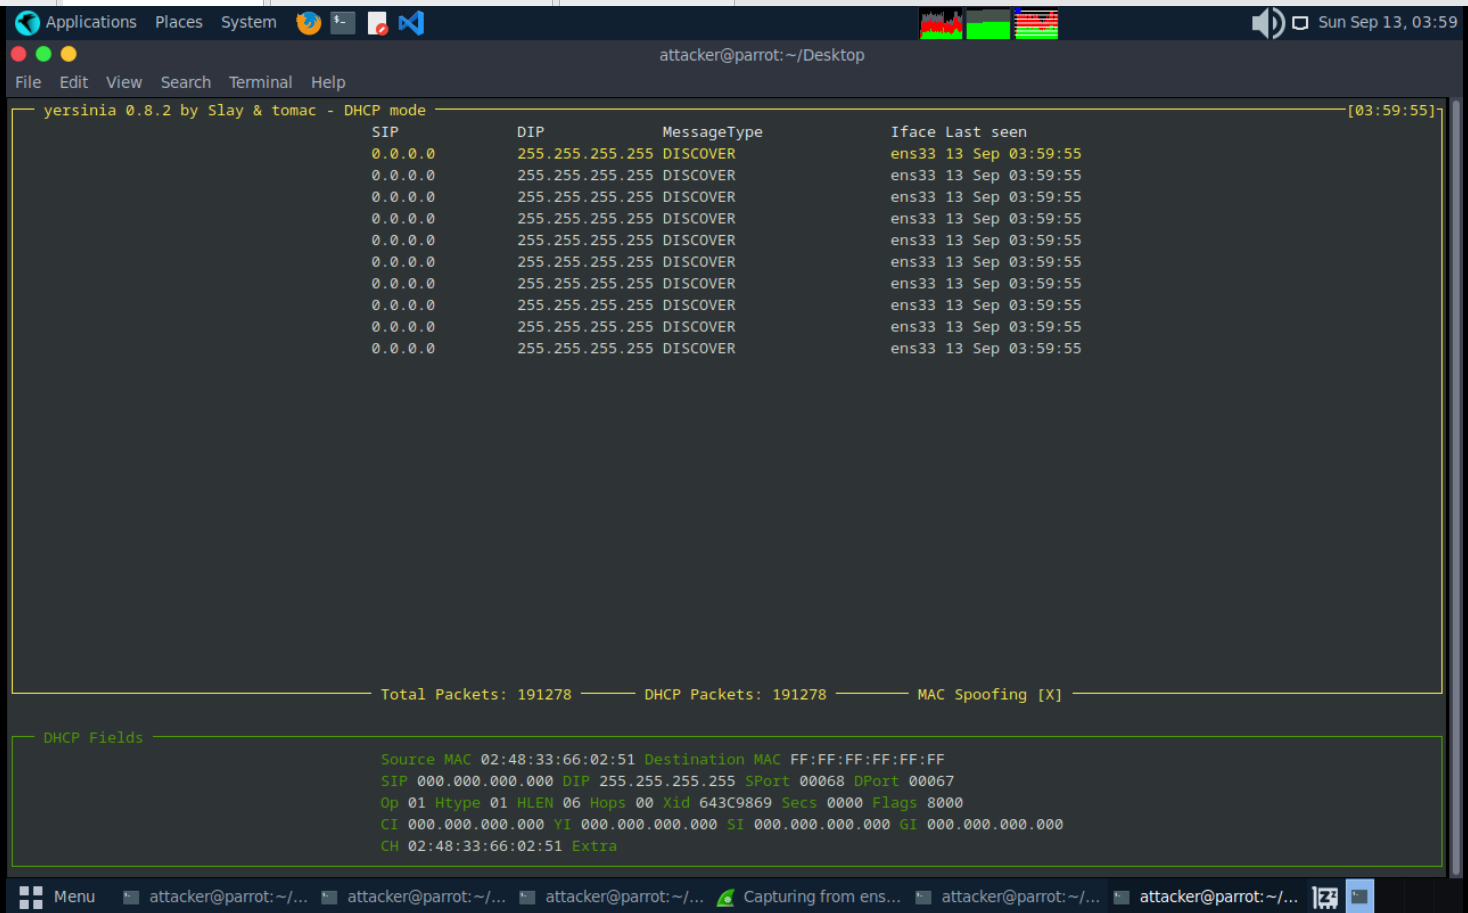 Applications Places System Sun Sep 13, 03:59
attacker@parrot:~/Desktop
File Edit View Search Terminal Help
yersinia 0.8.2 by Slay & tomac - DHCP mode [03:59:55]
SIP DIP MessageType Iface Last seen
0.0.0.0 255.255.255.255 DISCOVER ens33 13 Sep 03:59:55
0.0.0.0 255.255.255.255 DISCOVER ens33 13 Sep 03:59:55
0.0.0.0 255.255.255.255 DISCOVER ens33 13 Sep 03:59:55
0.0.0.0 255.255.255.255 DISCOVER ens33 13 Sep 03:59:55
0.0.0.0 255.255.255.255 DISCOVER ens33 13 Sep 03:59:55
0.0.0.0 255.255.255.255 DISCOVER ens33 13 Sep 03:59:55
0.0.0.0 255.255.255.255 DISCOVER ens33 13 Sep 03:59:55
0.0.0.0 255.255.255.255 DISCOVER ens33 13 Sep 03:59:55
0.0.0.0 255.255.255.255 DISCOVER ens33 13 Sep 03:59:55
0.0.0.0 255.255.255.255 DISCOVER ens33 13 Sep 03:59:55
Total Packets: 191278 DHCP Packets: 191278 MAC Spoofing [X]
DHCP Fields
Source MAC 02:48:33:66:02:51 Destination MAC FF:FF:FF:FF:FF:FF
SIP 000.000.000.000 DIP 255.255.255.255 SPort 00068 DPort 00067
Op 01 Htype 01 HLEN 06 Hops 00 Xid 643C9869 Secs 0000 Flags 8000
CI 000.000.000.000 YI 000.000.000.000 SI 000.000.000.000 GI 000.000.000.000
CH 02:48:33:66:02:51 Extra
Menu attacker@parrot:~/... attacker@parrot:~/... attacker@parrot:~/... Capturing from ens... attacker@parrot:~/... attacker@parrot:~/...